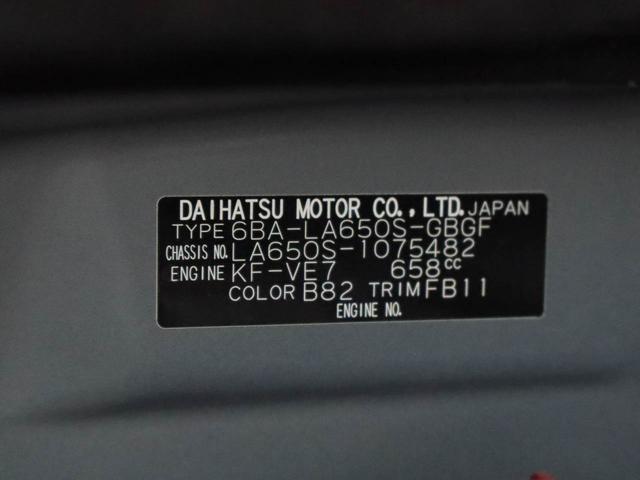 DAIHATSU MOTOR CO.,LTD. JAPAN
TYPE 6BA-LA650S-GBGF
CHASSIS NO. LA650S-1075482
ENGINE KF-VE7 658cc
COLOR B82 TRIM FB11
ENGINE NO.